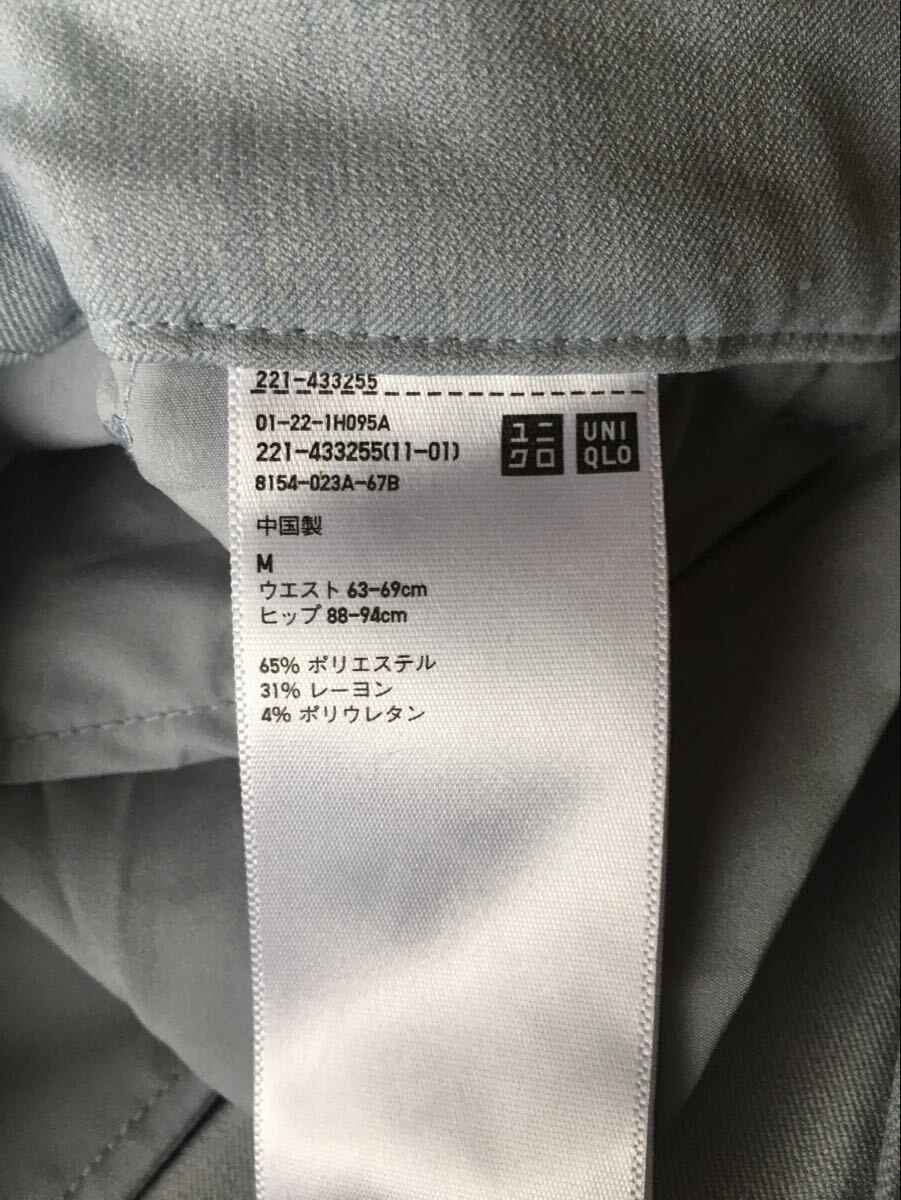 221-433255
01-22-1H095A
221-433255(11-01)
8154-023A-67B
ユニ
クロ
UNI
QLO
中国製
M
ウエスト 63-69cm
ヒップ 88-94cm
65% ポリエステル
31% レーヨン
4% ポリウレタン